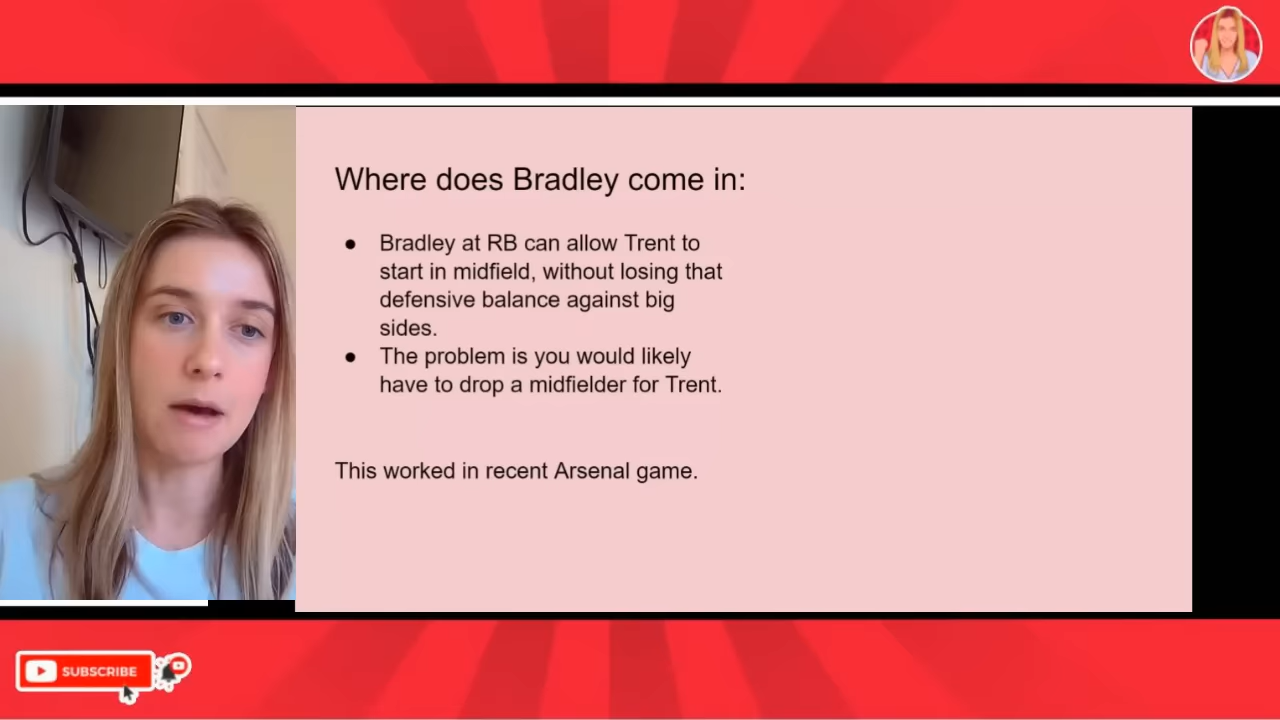 Where does Bradley come in:
● Bradley at RB can allow Trent to
start in midfield, without losing that
defensive balance against big
sides.
● The problem is you would likely
have to drop a midfielder for Trent.
This worked in recent Arsenal game.
SUBSCRIBE